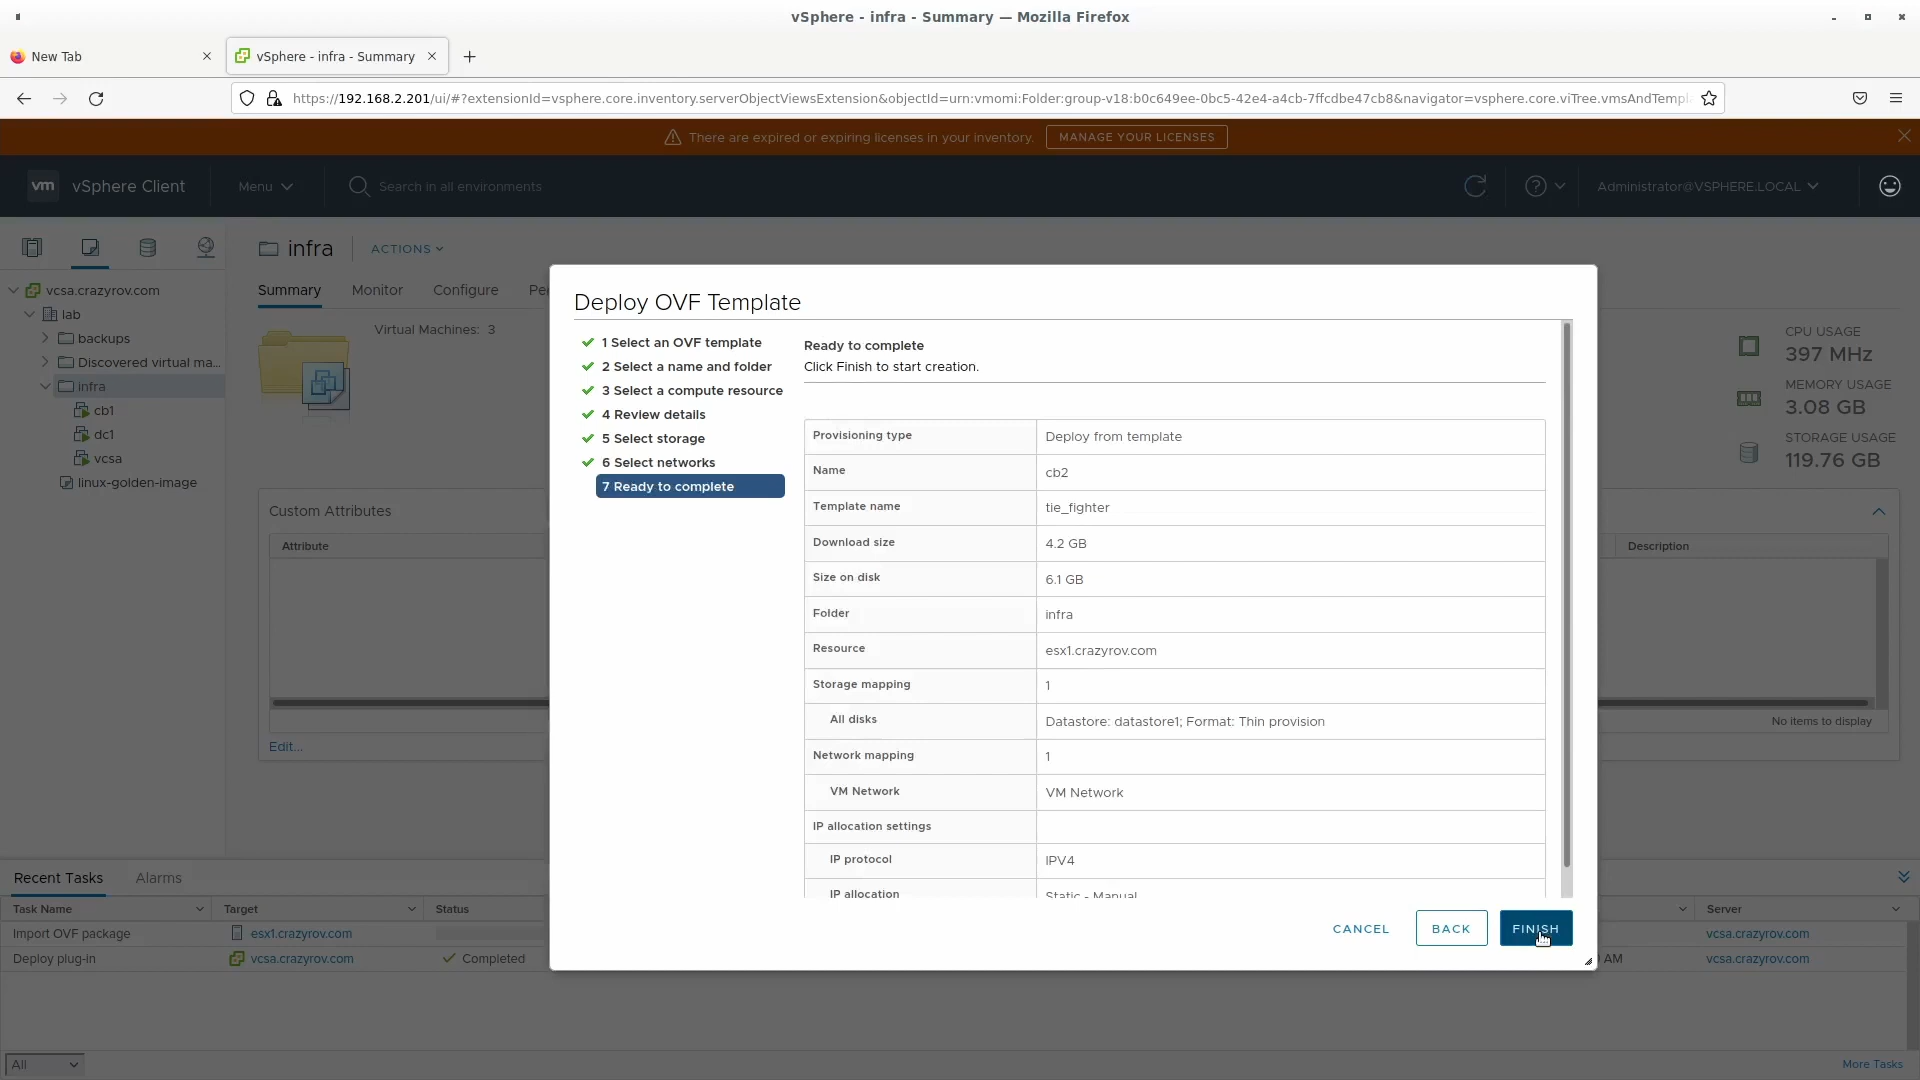 vSphere - infra - Summary — Mozilla Firefox
New Tab
vSphere - infra - Summary
https://192.168.2.201/ui/#?extensionId=vsphere.core.inventory.serverObjectViewsExtension&objectId=urn:vmomi:Folder:group-v18:b0c649ee-0bc5-42e4-a4cb-7ffcdbe47cb8&navigator=vsphere.core.viTree.vmsAndTempl
There are expired or expiring licenses in your inventory. MANAGE YOUR LICENSES
vm vSphere Client Menu Search in all environments Administrator@VSPHERE.LOCAL
infra ACTIONS
Summary Monitor Configure Pe
vcsa.crazyrov.com
lab
backups
Discovered virtual ma...
infra
cb1
dc1
vcsa
linux-golden-image
Virtual Machines: 3
CPU USAGE
397 MHz
MEMORY USAGE
3.08 GB
STORAGE USAGE
119.76 GB
Custom Attributes
Attribute
Description
No items to display
Edit...
Deploy OVF Template
1 Select an OVF template
2 Select a name and folder
3 Select a compute resource
4 Review details
5 Select storage
6 Select networks
7 Ready to complete
Ready to complete
Click Finish to start creation.
Provisioning type Deploy from template
Name cb2
Template name tie_fighter
Download size 4.2 GB
Size on disk 6.1 GB
Folder infra
Resource esx1.crazyrov.com
Storage mapping 1
All disks Datastore: datastore1; Format: Thin provision
Network mapping 1
VM Network VM Network
IP allocation settings
IP protocol IPV4
IP allocation Static - Manual
CANCEL BACK FINISH
Recent Tasks Alarms
Task Name Target Status Server
Import OVF package esx1.crazyrov.com vcsa.crazyrov.com
Deploy plug-in vcsa.crazyrov.com Completed AM vcsa.crazyrov.com
All More Tasks